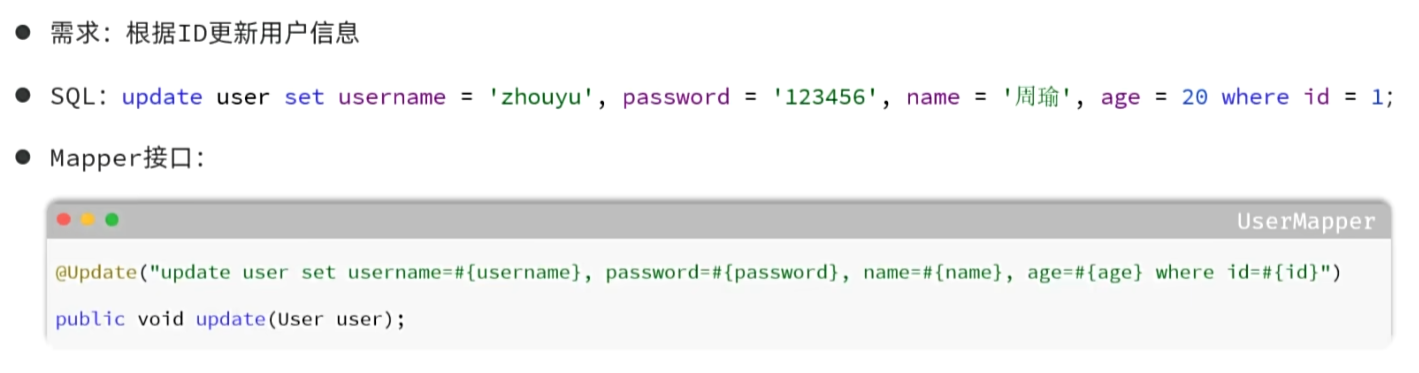 ● 需求：根据ID更新用户信息
● SQL：update user set username = 'zhouyu', password = '123456', name = '周瑜', age = 20 where id = 1;
● Mapper接口：
UserMapper
@Update("update user set username=#{username}, password=#{password}, name=#{name}, age=#{age} where id=#{id}")
public void update(User user);